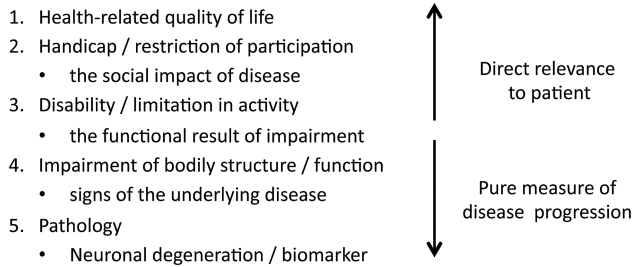 1. Health-related quality of life
2. Handicap / restriction of participation
• the social impact of disease
3. Disability / limitation in activity
• the functional result of impairment
4. Impairment of bodily structure / function
• signs of the underlying disease
5. Pathology
• Neuronal degeneration / biomarker
Direct relevance
to patient
Pure measure of
disease progression